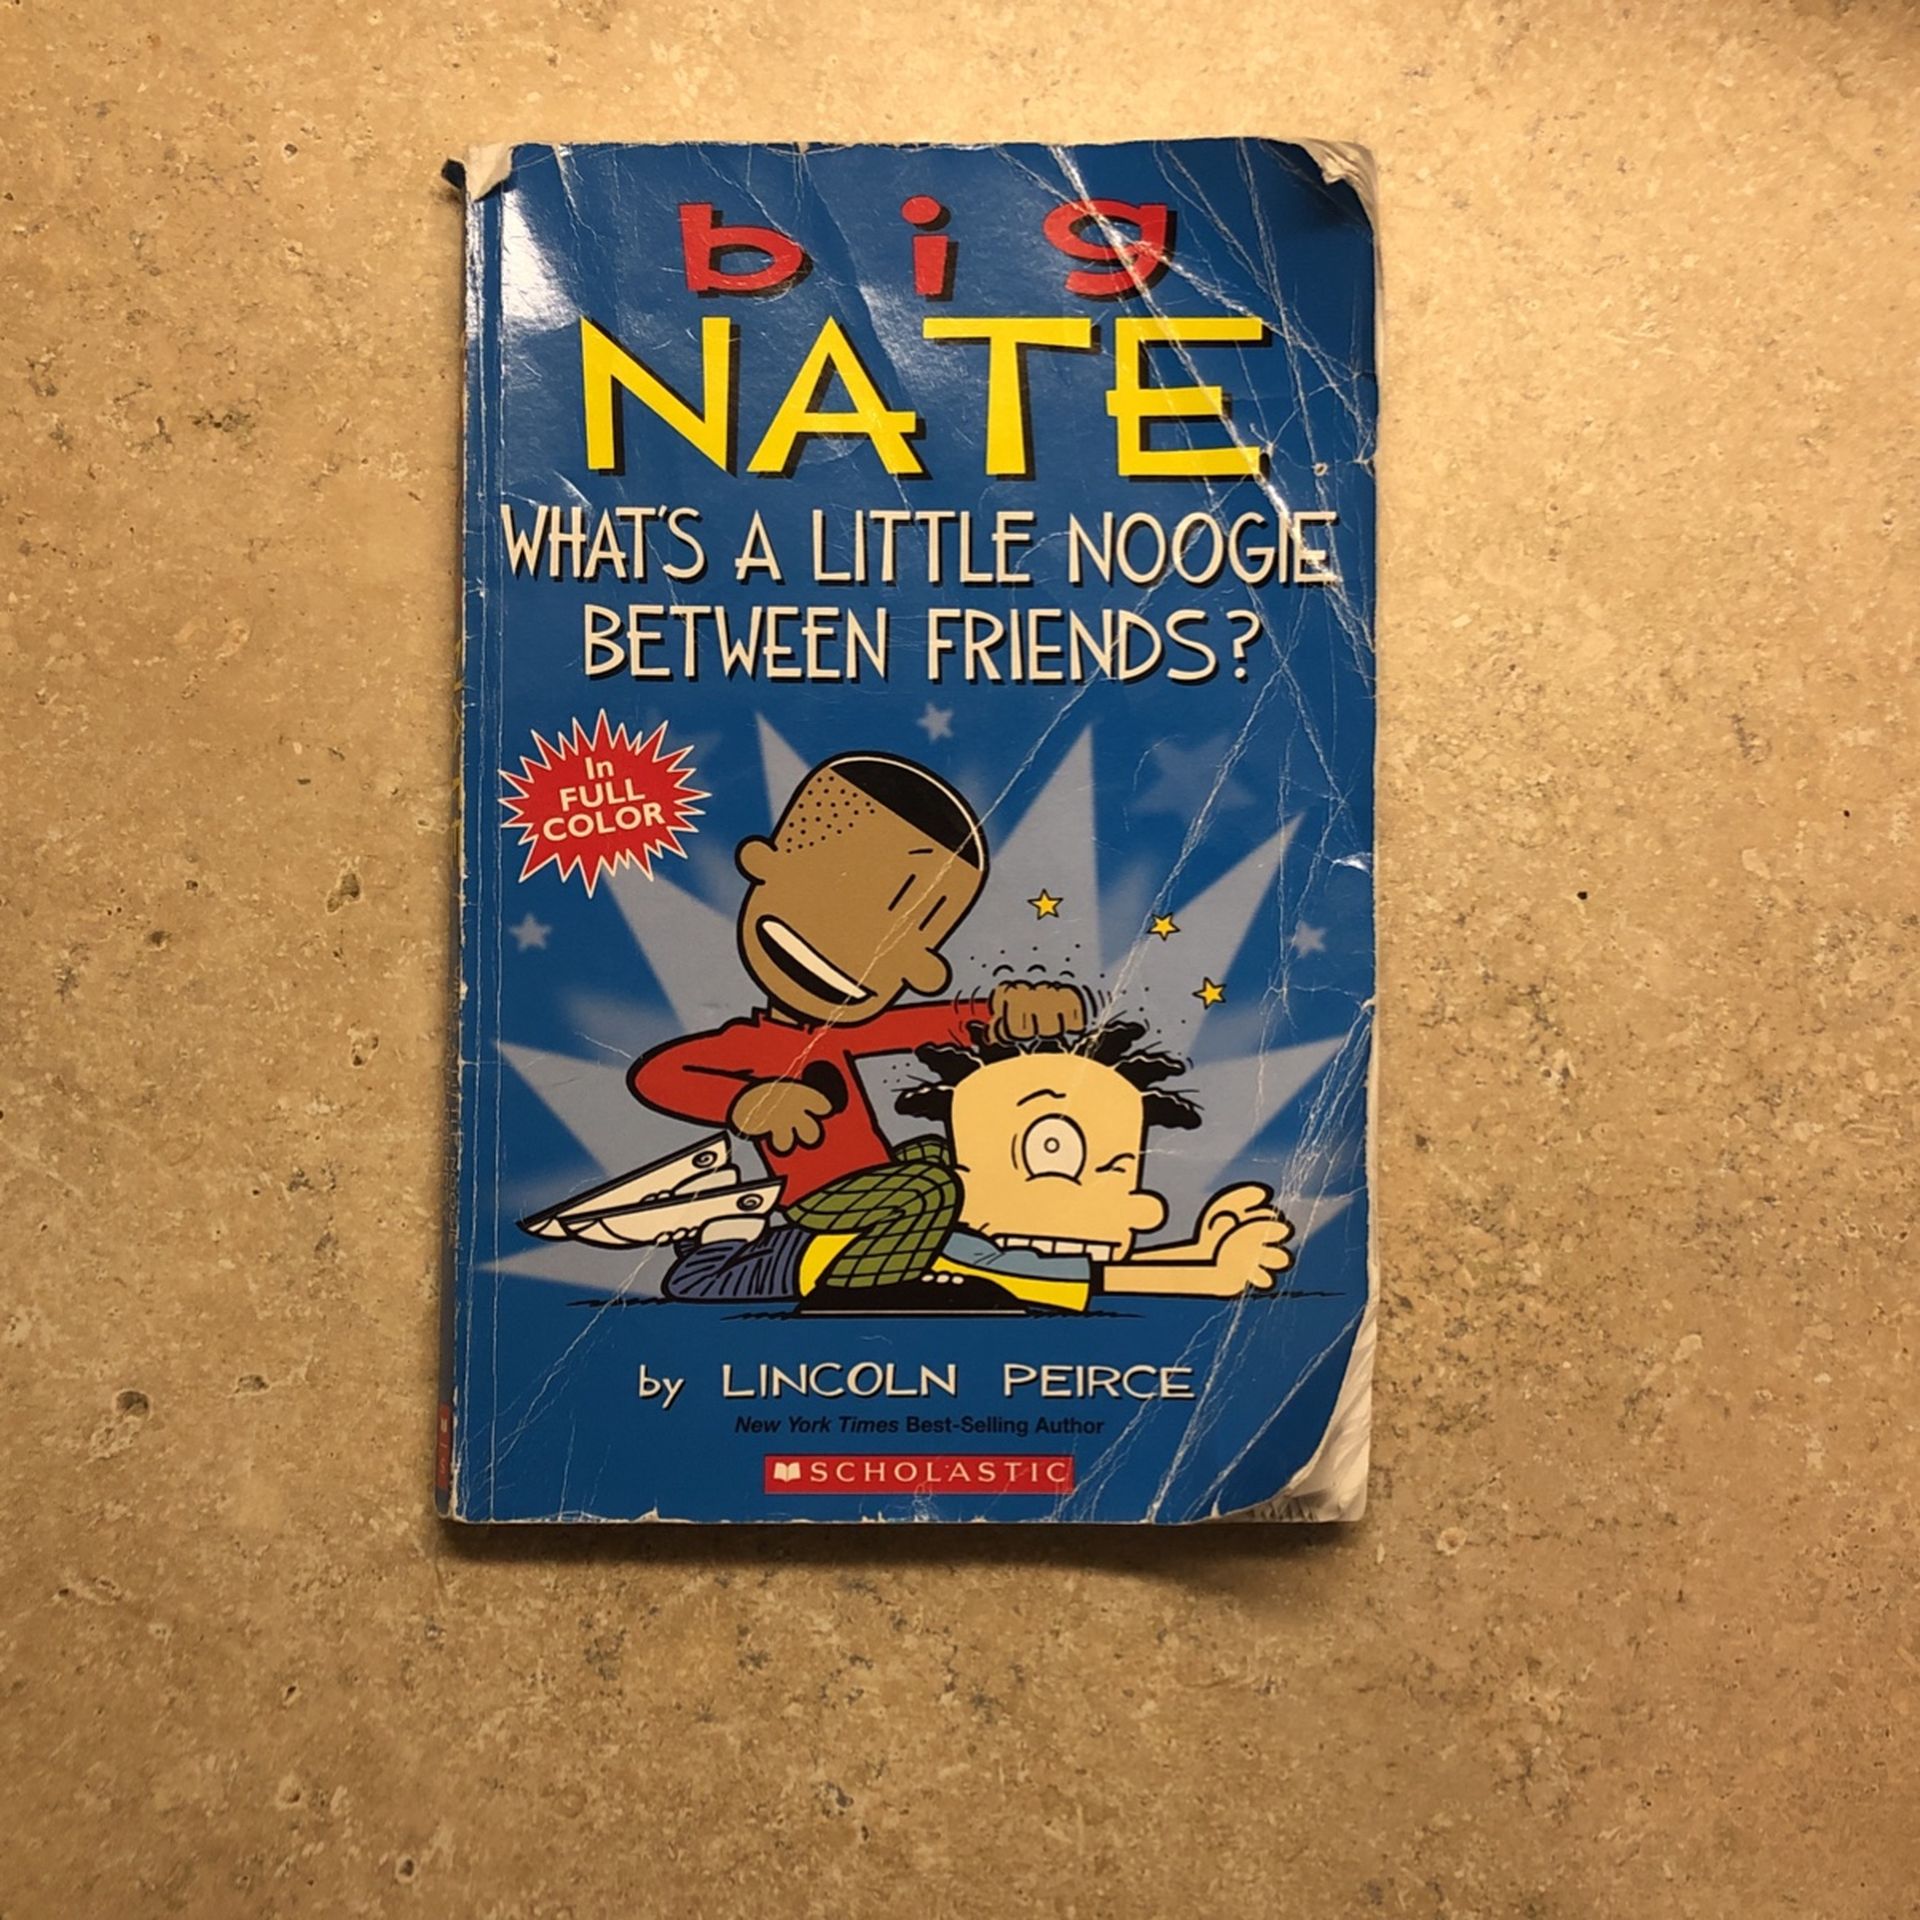 big
NATE
WHAT'S A LITTLE NOOGIE
BETWEEN FRIENDS?
In
FULL
COLOR
by LINCOLN PEIRCE
New York Times Best-Selling Author
SCHOLASTIC